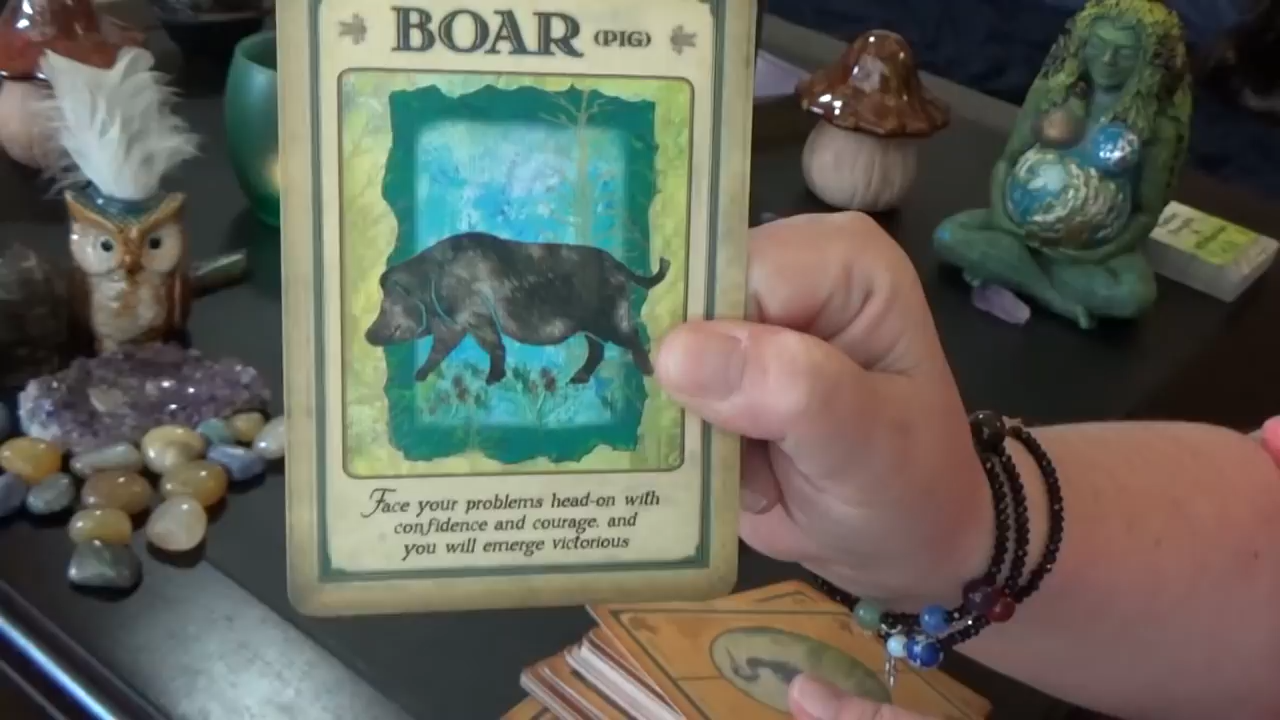 BOAR (PIG)
Face your problems head-on with
confidence and courage, and
you will emerge victorious